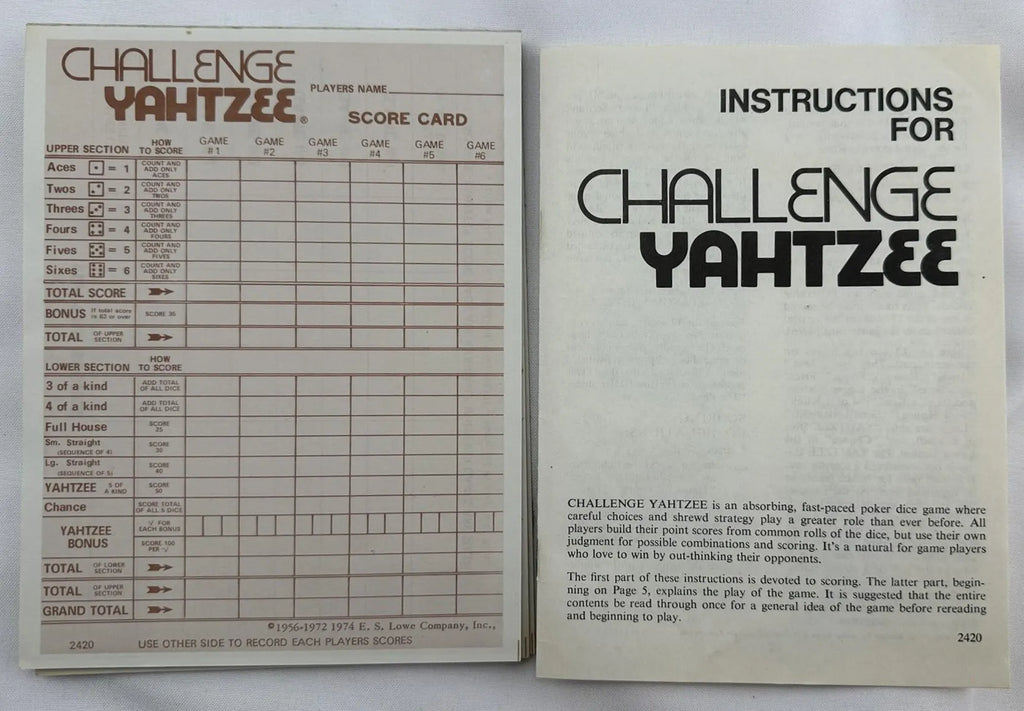 CHALLENGE
YAHTZEE®
PLAYERS NAME
SCORE CARD
UPPER SECTION HOW TO SCORE GAME #1 GAME #2 GAME #3 GAME #4 GAME #5 GAME #6
Aces = 1 COUNT AND ADD ONLY ACES
Twos = 2 COUNT AND ADD ONLY TWOS
Threes = 3 COUNT AND ADD ONLY THREES
Fours = 4 COUNT AND ADD ONLY FOURS
Fives = 5 COUNT AND ADD ONLY FIVES
Sixes = 6 COUNT AND ADD ONLY SIXES
TOTAL SCORE
BONUS If total score is 63 or over SCORE 35
TOTAL OF UPPER SECTION
LOWER SECTION HOW TO SCORE
3 of a kind ADD TOTAL OF ALL DICE
4 of a kind ADD TOTAL OF ALL DICE
Full House SCORE 25
Sm. Straight (SEQUENCE OF 4) SCORE 30
Lg. Straight (SEQUENCE OF 5) SCORE 40
YAHTZEE 5 OF A KIND SCORE 50
Chance SCORE TOTAL OF ALL 5 DICE
YAHTZEE BONUS √ FOR EACH BONUS
SCORE 100 PER √
TOTAL OF LOWER SECTION
TOTAL OF UPPER SECTION
GRAND TOTAL
©1956-1972 1974 E. S. Lowe Company, Inc.,
2420 USE OTHER SIDE TO RECORD EACH PLAYERS SCORES
INSTRUCTIONS
FOR
CHALLENGE
YAHTZEE
CHALLENGE YAHTZEE is an absorbing, fast-paced poker dice game where
careful choices and shrewd strategy play a greater role than ever before. All
players build their point scores from common rolls of the dice, but use their own
judgment for possible combinations and scoring. It's a natural for game players
who love to win by out-thinking their opponents.
The first part of these instructions is devoted to scoring. The latter part, begin-
ning on Page 5, explains the play of the game. It is suggested that the entire
contents be read through once for a general idea of the game before rereading
and beginning to play.
2420